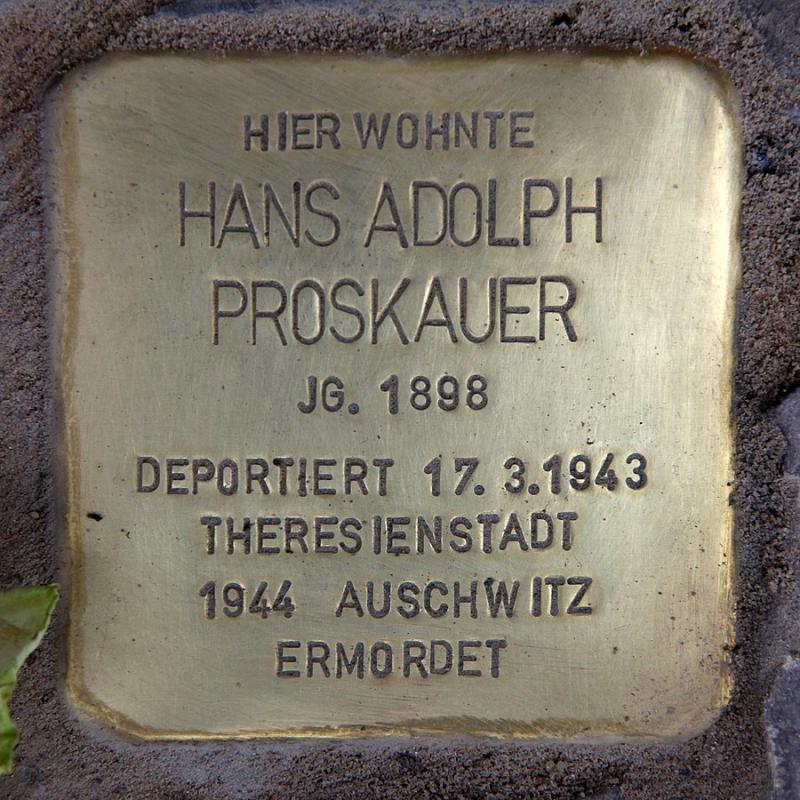 HIER WOHNTE
HANS ADOLPH
PROSKAUER
JG. 1898
DEPORTIERT 17. 3.1943
THERESIENSTADT
1944 AUSCHWITZ
ERMORDET